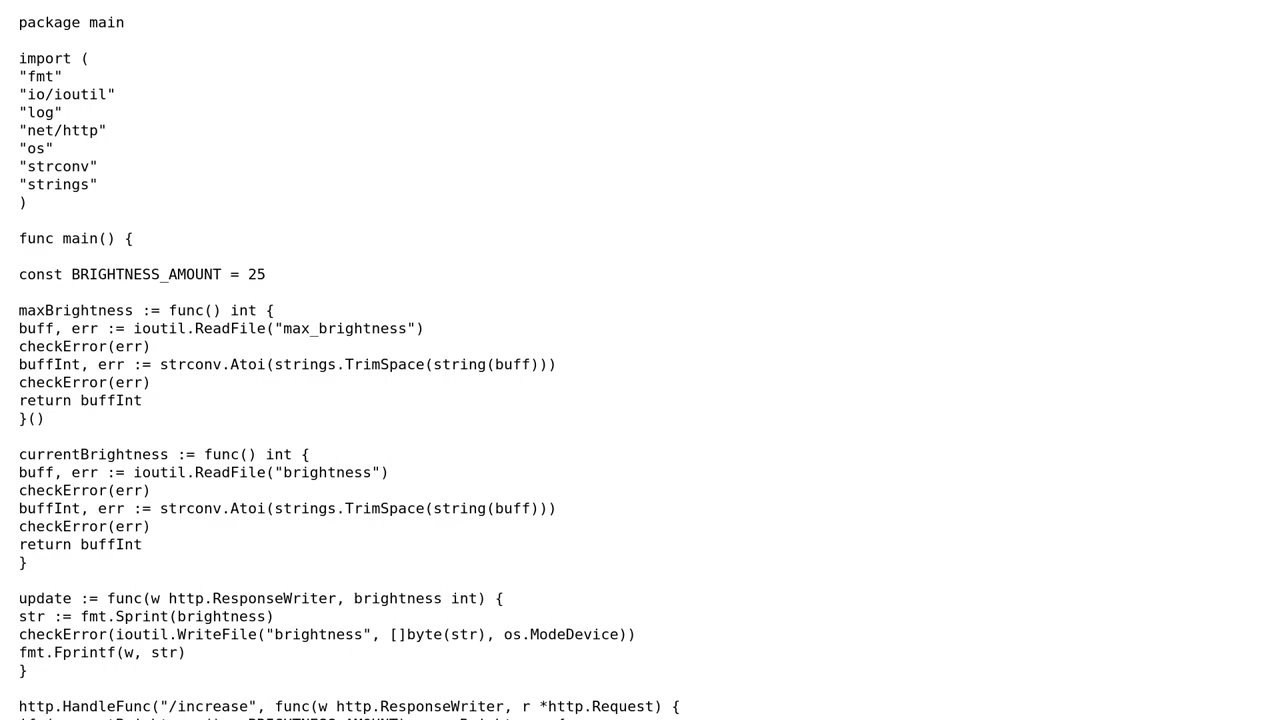 package main

import (
"fmt"
"io/ioutil"
"log"
"net/http"
"os"
"strconv"
"strings"
)

func main() {

const BRIGHTNESS_AMOUNT = 25

maxBrightness := func() int {
buff, err := ioutil.ReadFile("max_brightness")
checkError(err)
buffInt, err := strconv.Atoi(strings.TrimSpace(string(buff)))
checkError(err)
return buffInt
}()

currentBrightness := func() int {
buff, err := ioutil.ReadFile("brightness")
checkError(err)
buffInt, err := strconv.Atoi(strings.TrimSpace(string(buff)))
checkError(err)
return buffInt
}

update := func(w http.ResponseWriter, brightness int) {
str := fmt.Sprint(brightness)
checkError(ioutil.WriteFile("brightness", []byte(str), os.ModeDevice))
fmt.Fprintf(w, str)
}

http.HandleFunc("/increase", func(w http.ResponseWriter, r *http.Request) {